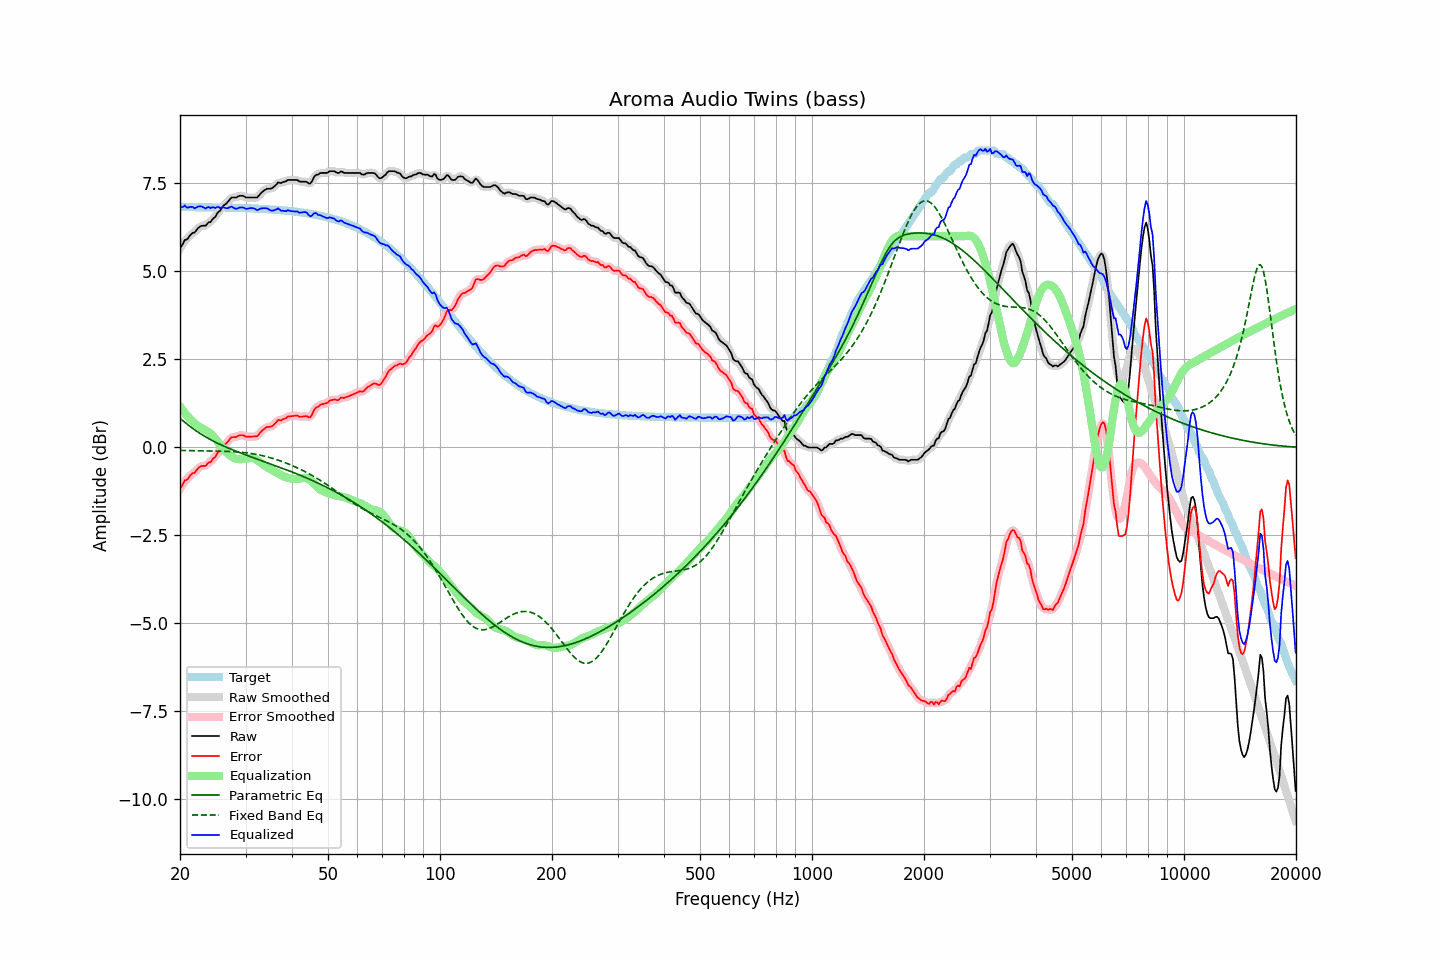 Aroma Audio Twins (bass)
Amplitude (dBr)
7.5
5.0
2.5
0.0
−2.5
−5.0
−7.5
−10.0
Target
Raw Smoothed
Error Smoothed
Raw
Error
Equalization
Parametric Eq
Fixed Band Eq
Equalized
20 50 100 200 500 1000 2000 5000 10000 20000
Frequency (Hz)